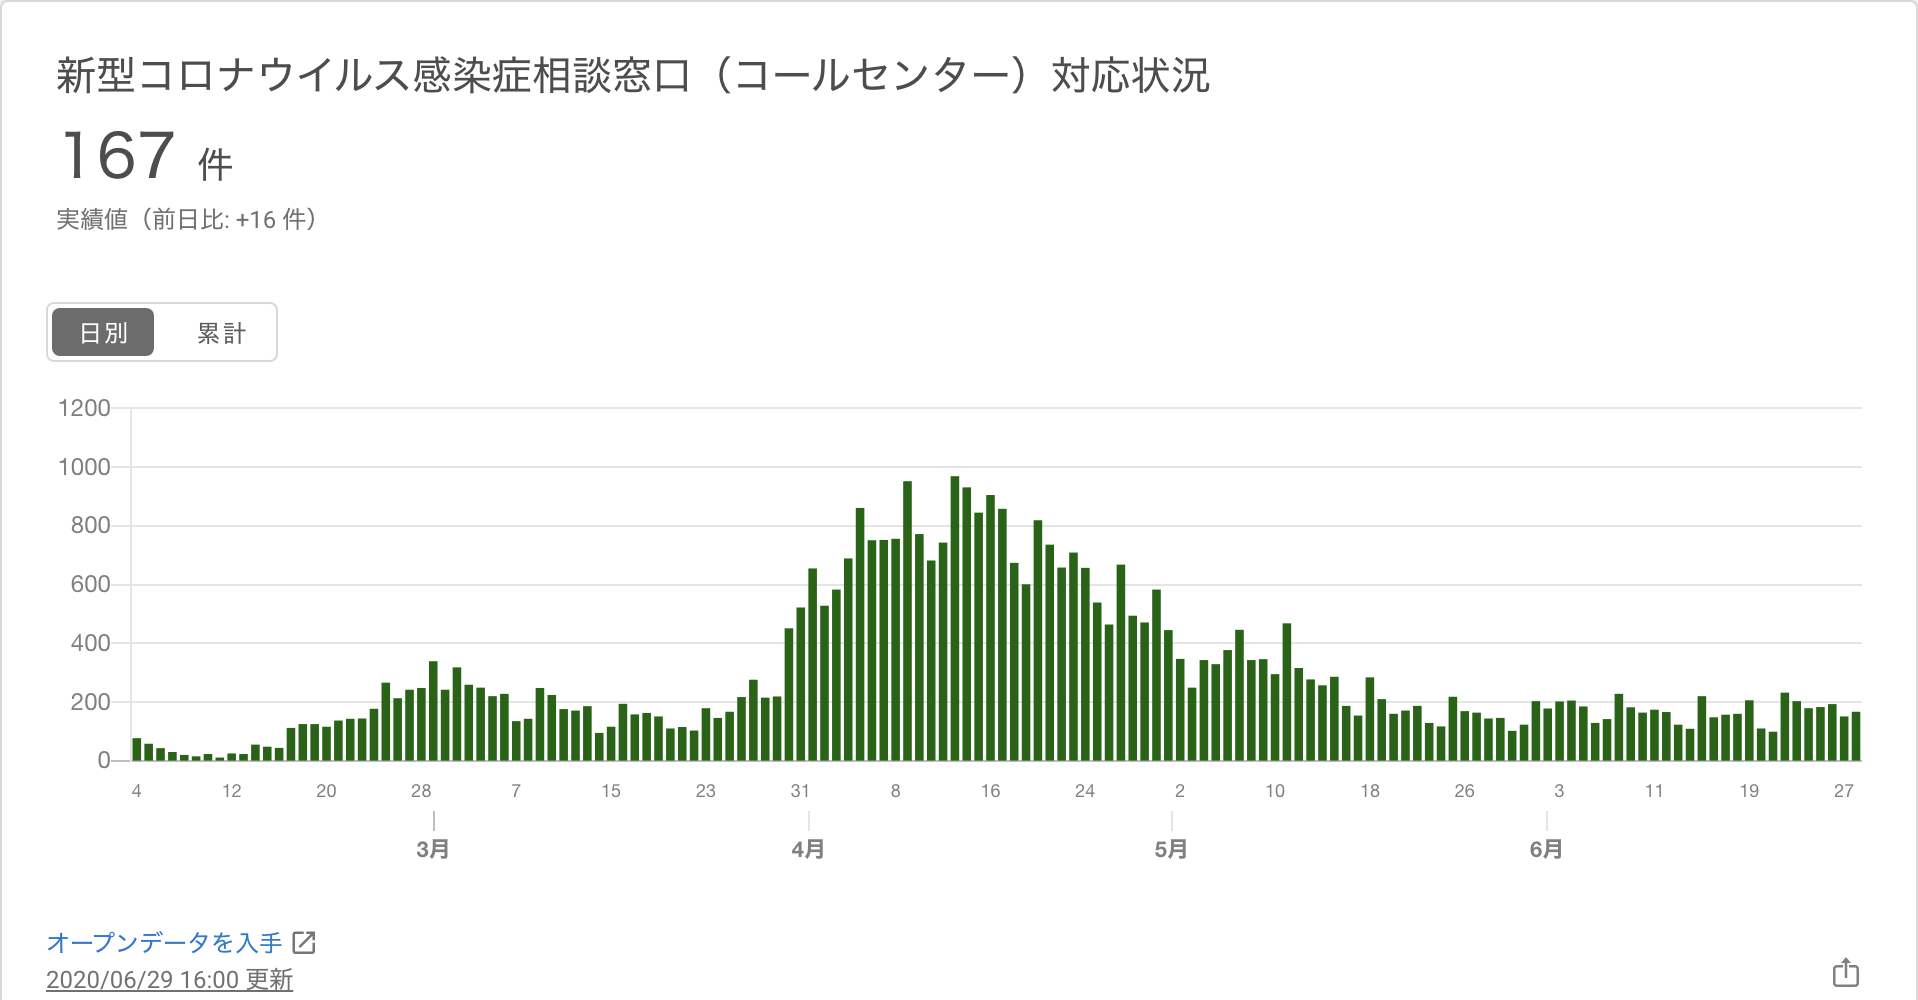 新型コロナウイルス感染症相談窓口（コールセンター）対応状況
167 件
実績値（前日比: +16 件）
日別 累計
1200
1000
800
600
400
200
0
4 12 20 28 7 15 23 31 8 16 24 2 10 18 26 3 11 19 27
3月 4月 5月 6月
オープンデータを入手
2020/06/29 16:00 更新